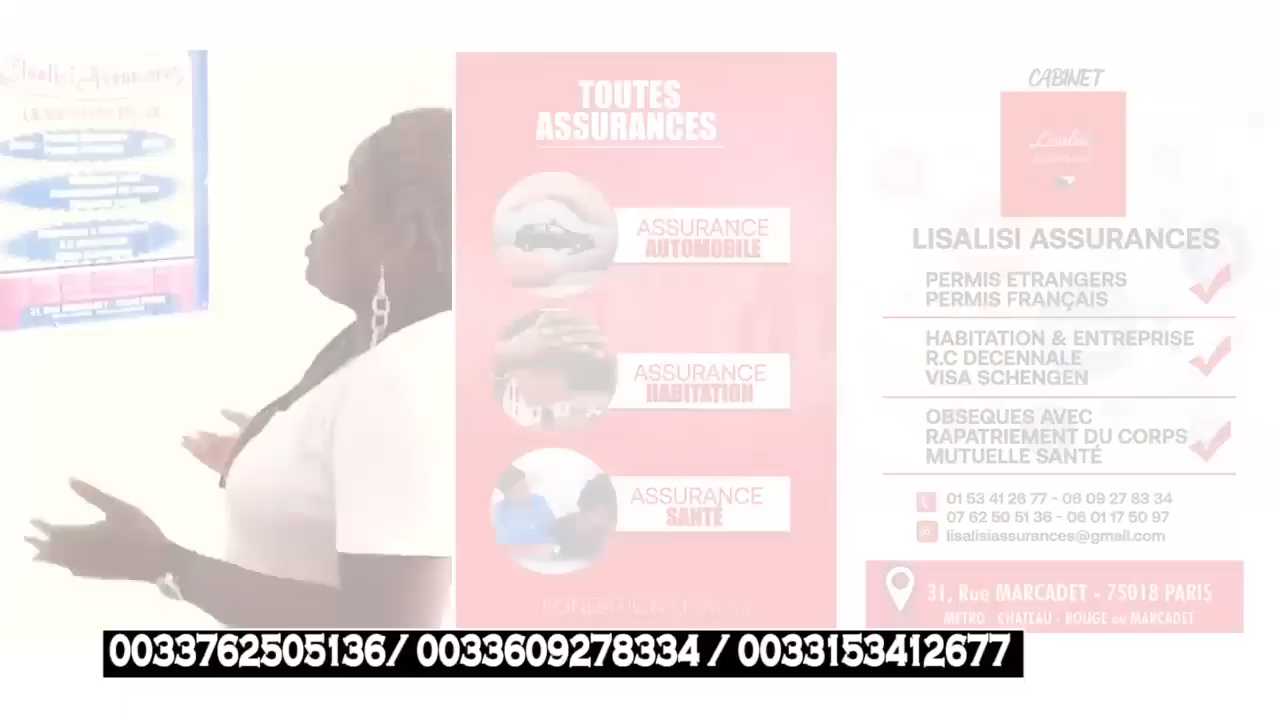 Lisalisi Assurances
TOUTES
ASSURANCES
ASSURANCE
AUTOMOBILE
ASSURANCE
HABITATION
ASSURANCE
SANTÉ
CABINET
Lisalisi
LISALISI ASSURANCES
PERMIS ETRANGERS
PERMIS FRANÇAIS
HABITATION & ENTREPRISE
R.C DECENNALE
VISA SCHENGEN
OBSEQUES AVEC
RAPATRIEMENT DU CORPS
MUTUELLE SANTÉ
01 53 41 26 77 - 06 09 27 83 34
07 62 50 51 36 - 06 01 17 50 97
lisalisiassurances@gmail.com
31, Rue MARCADET - 75018 PARIS
METRO : CHATEAU - ROUGE ou MARCADET
0033762505136/ 0033609278334 / 0033153412677